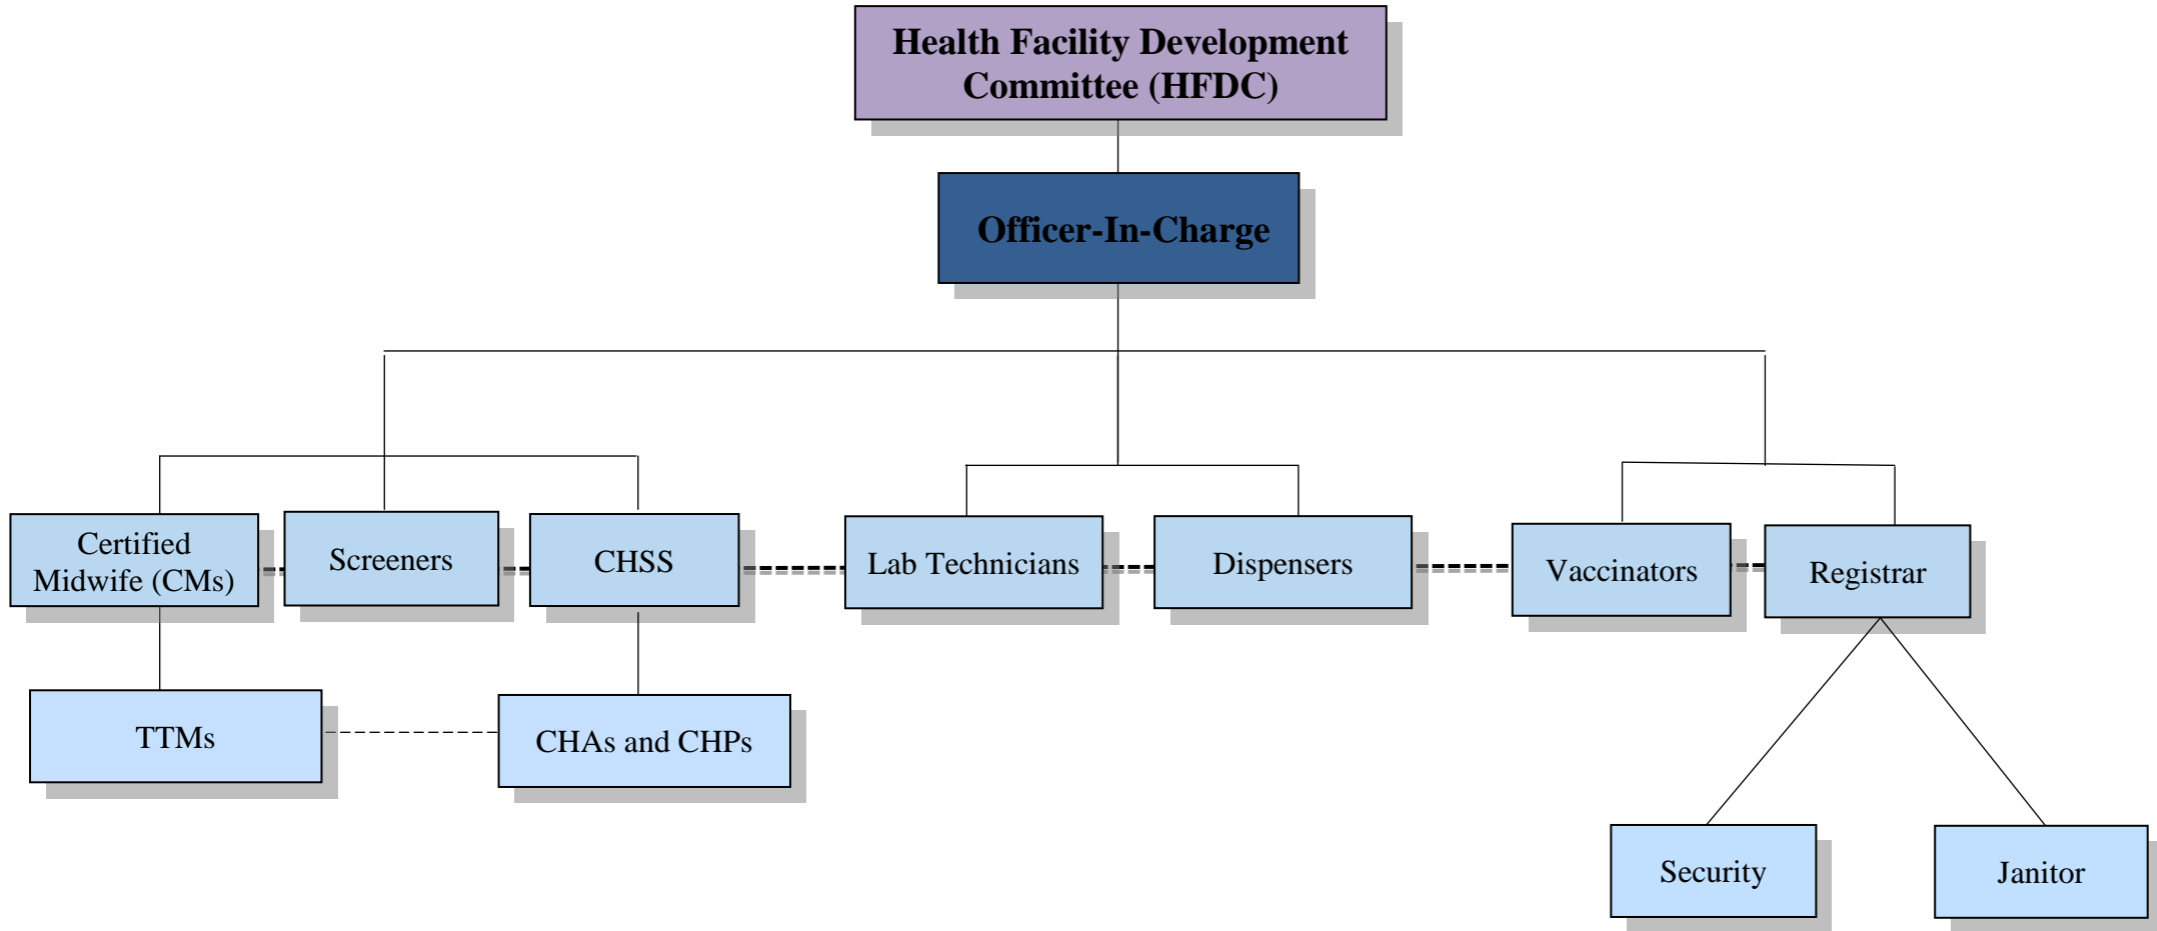 Health Facility Development
Committee (HFDC)
Officer-In-Charge
Certified
Midwife (CMs)
Screeners
CHSS
Lab Technicians
Dispensers
Vaccinators
Registrar
TTMs
CHAs and CHPs
Security
Janitor